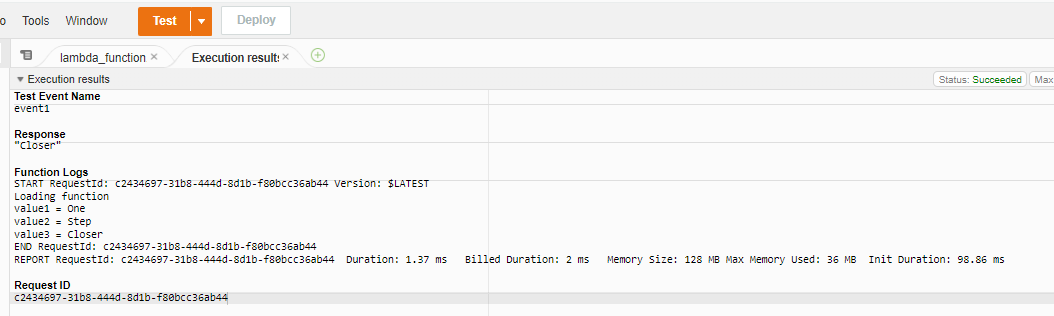 o Tools Window Test Deploy
lambda_function × Execution results ×
Execution results Status: Succeeded Max
Test Event Name
event1
Response
"Closer"
Function Logs
START RequestId: c2434697-31b8-444d-8d1b-f80bcc36ab44 Version: $LATEST
Loading function
value1 = One
value2 = Step
value3 = Closer
END RequestId: c2434697-31b8-444d-8d1b-f80bcc36ab44
REPORT RequestId: c2434697-31b8-444d-8d1b-f80bcc36ab44 Duration: 1.37 ms Billed Duration: 2 ms Memory Size: 128 MB Max Memory Used: 36 MB Init Duration: 98.86 ms
Request ID
c2434697-31b8-444d-8d1b-f80bcc36ab44